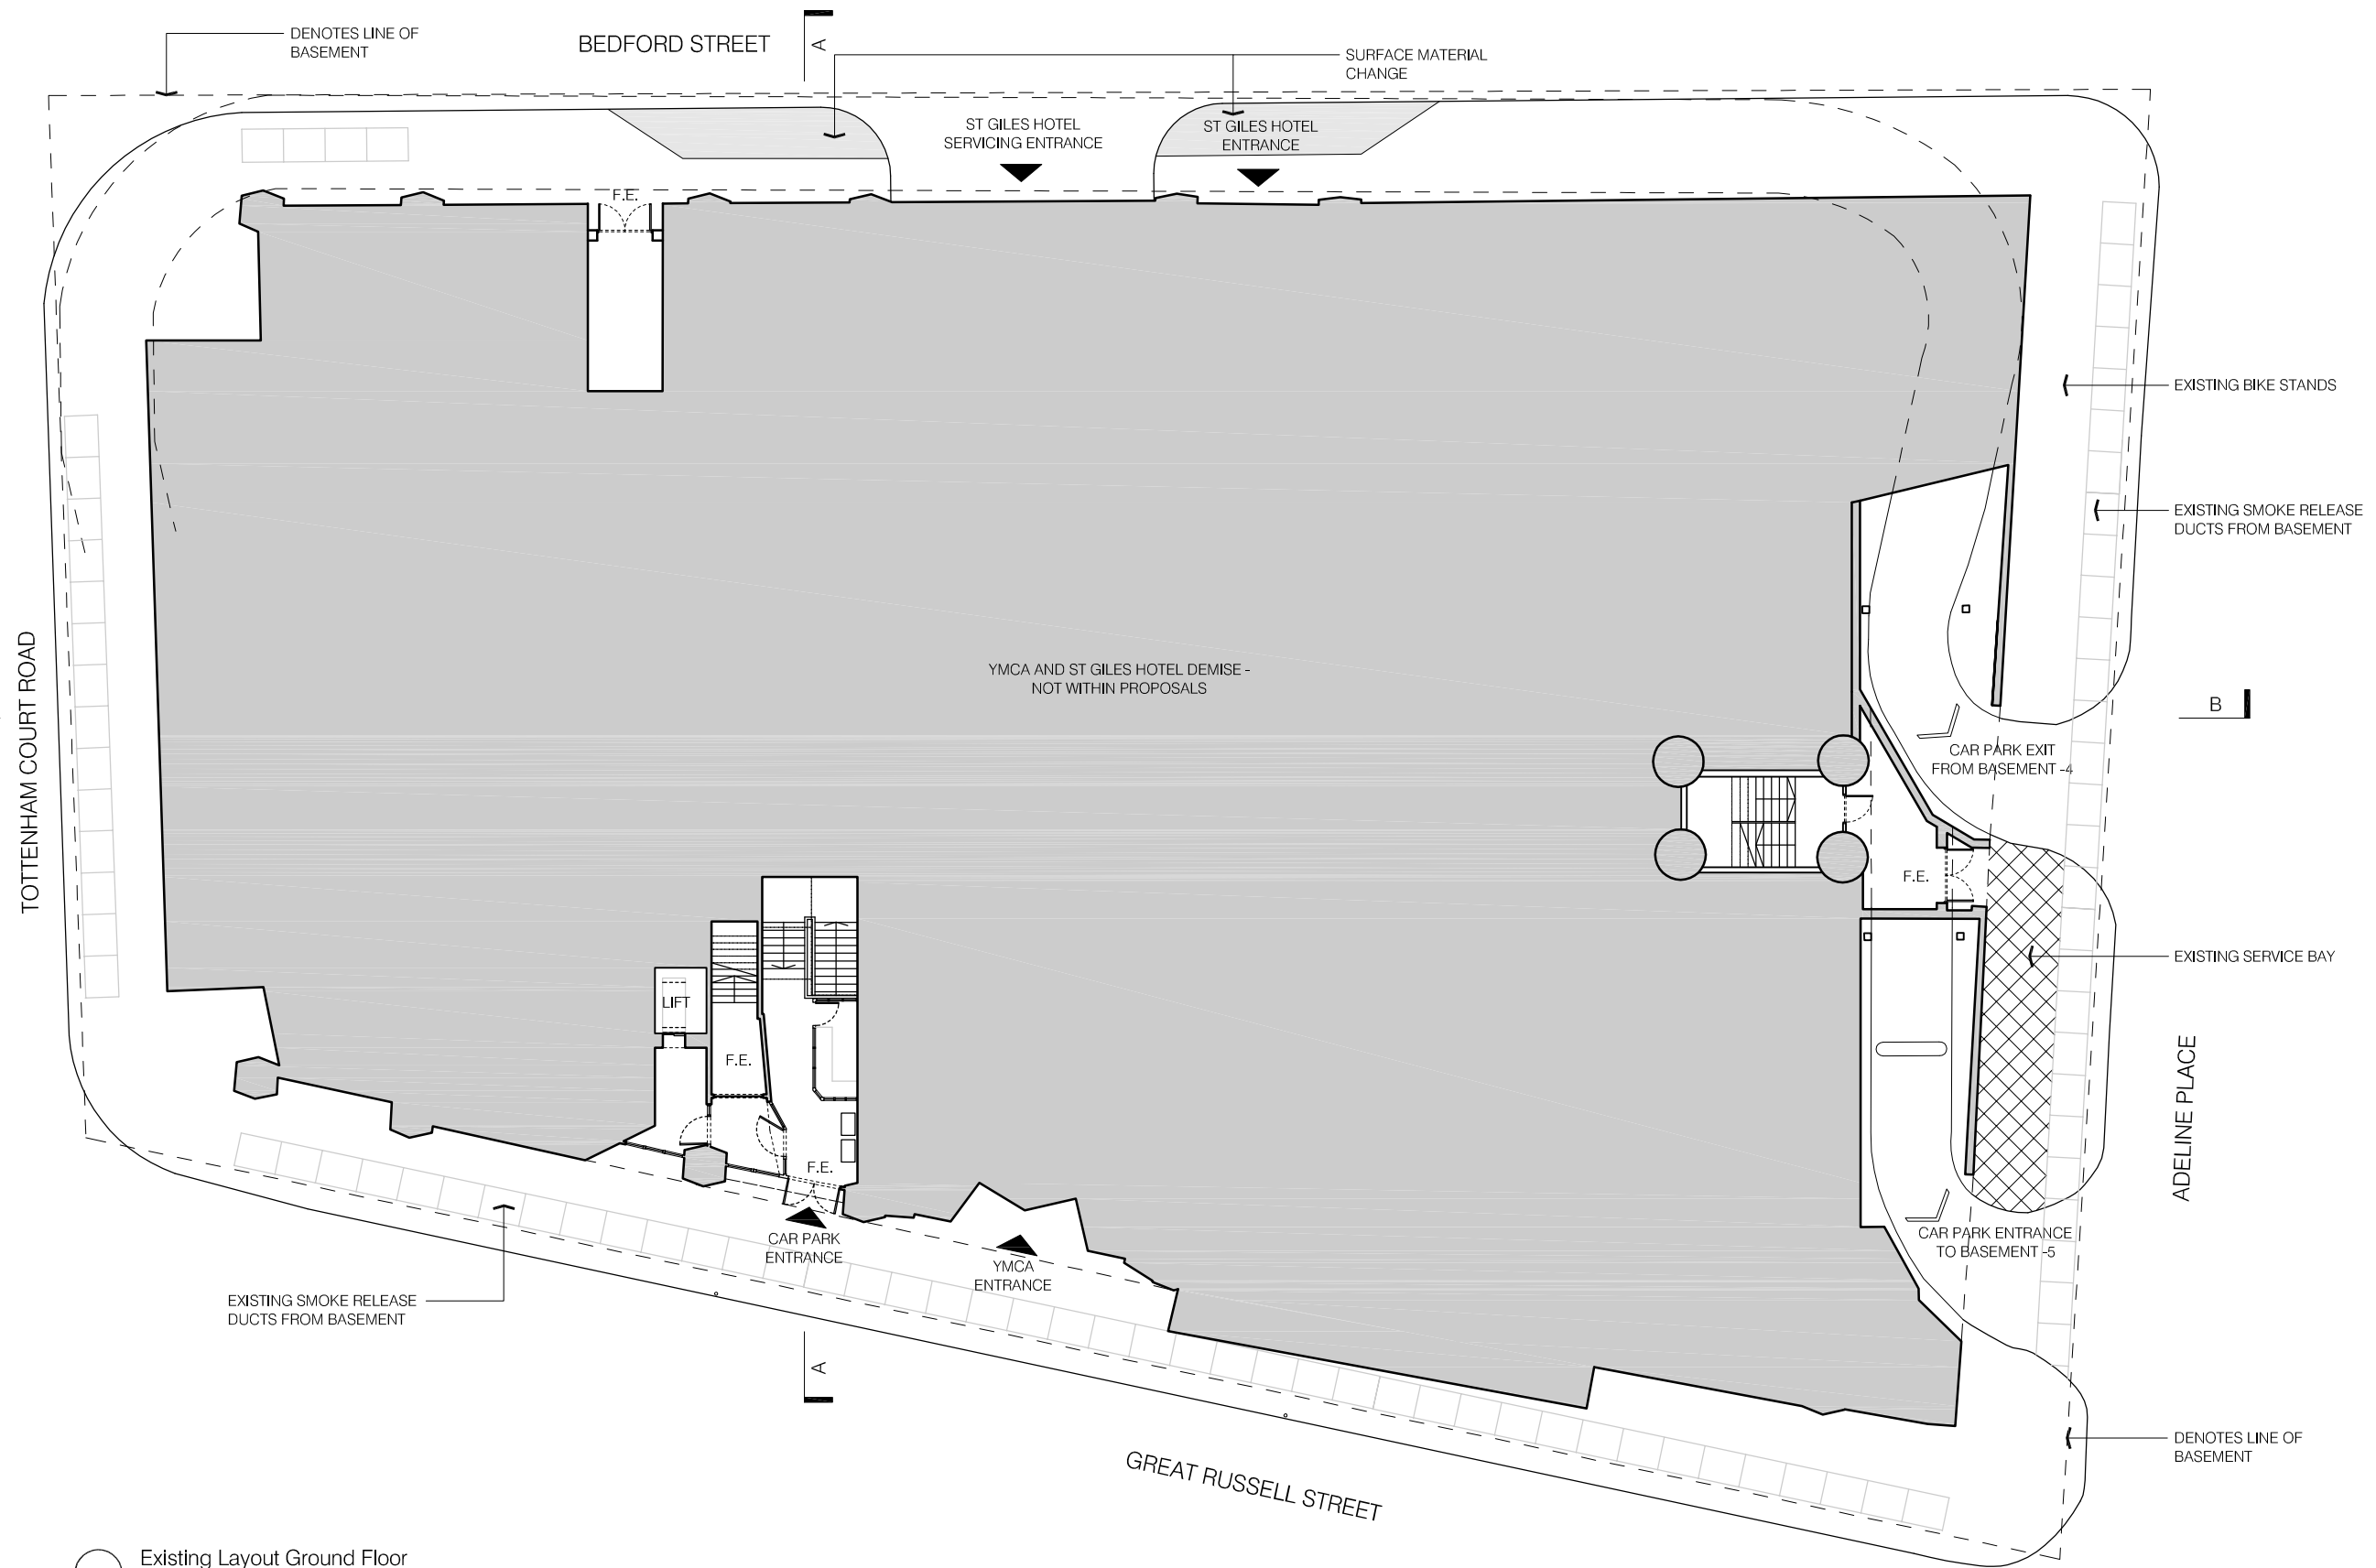 DENOTES LINE OF
BASEMENT
BEDFORD STREET
A
SURFACE MATERIAL
CHANGE
ST GILES HOTEL
SERVICING ENTRANCE
ST GILES HOTEL
ENTRANCE
F.E.
EXISTING BIKE STANDS
EXISTING SMOKE RELEASE
DUCTS FROM BASEMENT
TOTTENHAM COURT ROAD
YMCA AND ST GILES HOTEL DEMISE -
NOT WITHIN PROPOSALS
B
CAR PARK EXIT
FROM BASEMENT -4
F.E.
EXISTING SERVICE BAY
LIFT
F.E.
F.E.
ADELINE PLACE
CAR PARK
ENTRANCE
YMCA
ENTRANCE
CAR PARK ENTRANCE
TO BASEMENT -5
EXISTING SMOKE RELEASE
DUCTS FROM BASEMENT
A
GREAT RUSSELL STREET
DENOTES LINE OF
BASEMENT
Existing Layout Ground Floor